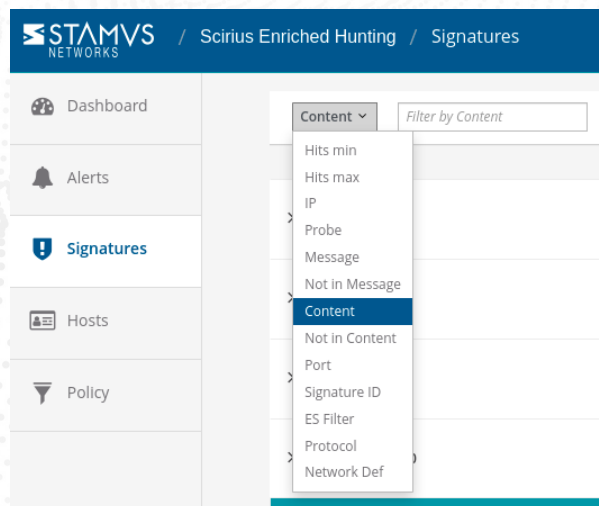 STAMVS / Scirius Enriched Hunting / Signatures
NETWORKS
Dashboard
Content
Filter by Content
Hits min
Hits max
Alerts
IP
Probe
Message
Signatures
Not in Message
Content
Hosts
Not in Content
Port
Policy
Signature ID
ES Filter
Protocol
Network Def